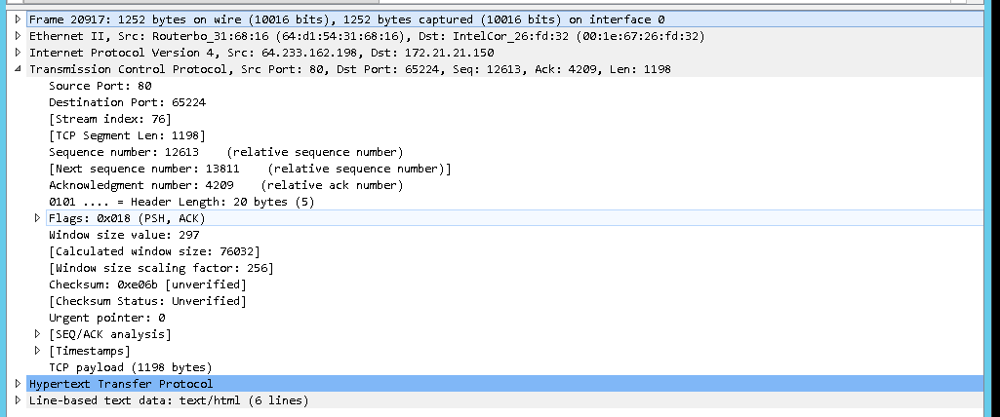 Frame 20917: 1252 bytes on wire (10016 bits), 1252 bytes captured (10016 bits) on interface 0
Ethernet II, Src: Routerbo_31:68:16 (64:d1:54:31:68:16), Dst: IntelCor_26:fd:32 (00:1e:67:26:fd:32)
Internet Protocol Version 4, Src: 64.233.162.198, Dst: 172.21.21.150
Transmission Control Protocol, Src Port: 80, Dst Port: 65224, Seq: 12613, Ack: 4209, Len: 1198
Source Port: 80
Destination Port: 65224
[Stream index: 76]
[TCP Segment Len: 1198]
Sequence number: 12613    (relative sequence number)
[Next sequence number: 13811    (relative sequence number)]
Acknowledgment number: 4209    (relative ack number)
0101 .... = Header Length: 20 bytes (5)
Flags: 0x018 (PSH, ACK)
Window size value: 297
[Calculated window size: 76032]
[Window size scaling factor: 256]
Checksum: 0xe06b [unverified]
[Checksum Status: Unverified]
Urgent pointer: 0
[SEQ/ACK analysis]
[Timestamps]
TCP payload (1198 bytes)
Hypertext Transfer Protocol
Line-based text data: text/html (6 lines)